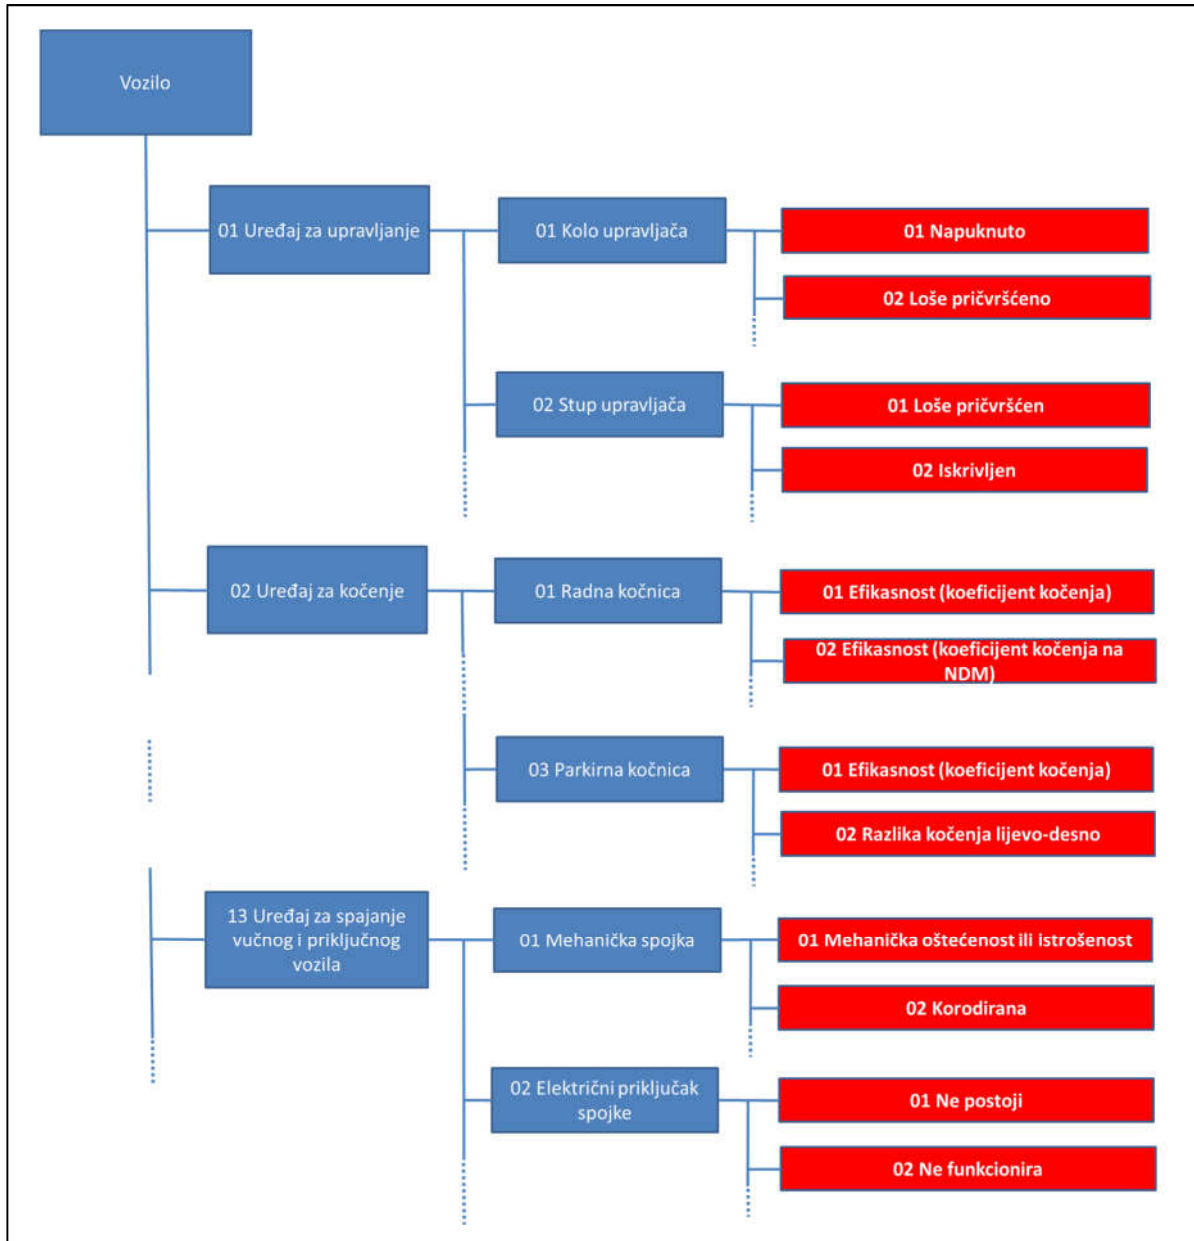 Vozilo
01 Uređaj za upravljanje
01 Kolo upravljača
01 Napuknuto
02 Loše pričvršćeno
02 Stup upravljača
01 Loše pričvršćen
02 Iskrivljen
02 Uređaj za kočenje
01 Radna kočnica
01 Efikasnost (koeficijent kočenja)
02 Efikasnost (koeficijent kočenja na
NDM)
03 Parkirna kočnica
01 Efikasnost (koeficijent kočenja)
02 Razlika kočenja lijevo-desno
13 Uređaj za spajanje
vučnog i priključnog
vozila
01 Mehanička spojka
01 Mehanička oštećenost ili istrošenost
02 Korodirana
02 Električni priključak
spojke
01 Ne postoji
02 Ne funkcionira